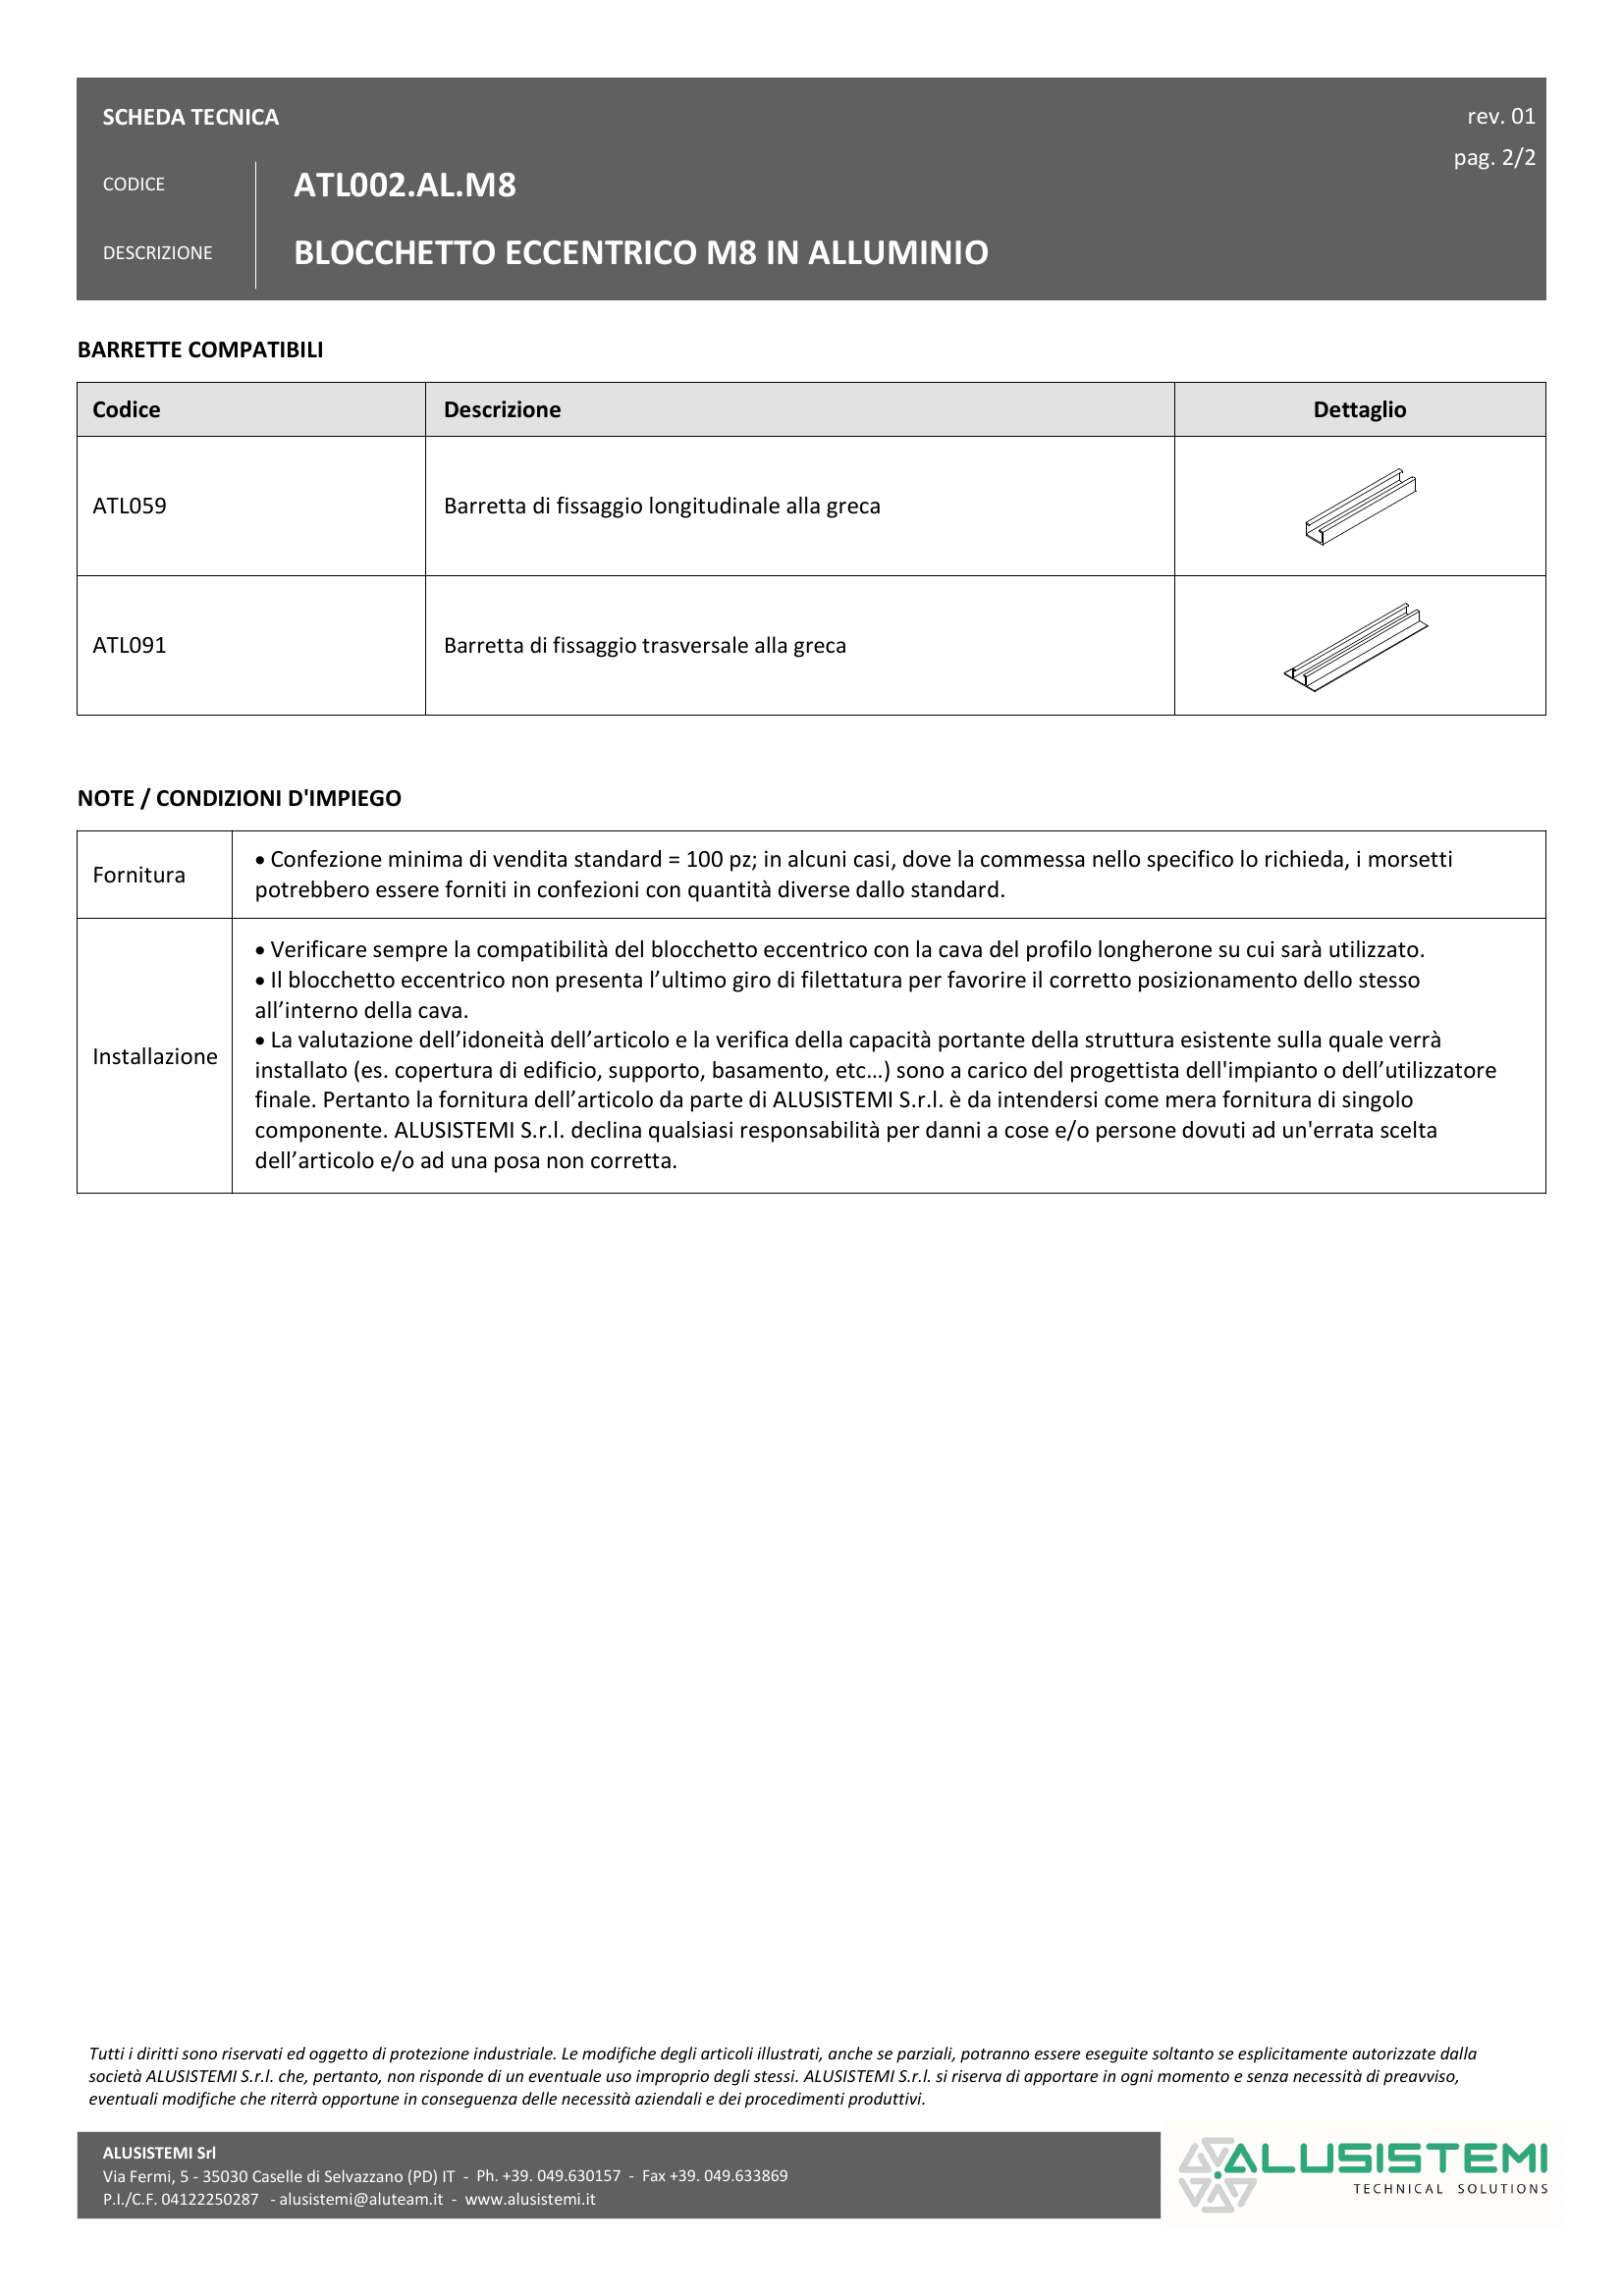 SCHEDA TECNICA
rev. 01
pag. 2/2
CODICE
ATL002.AL.M8
DESCRIZIONE
BLOCCHETTO ECCENTRICO M8 IN ALLUMINIO
BARRETTE COMPATIBILI
Codice Descrizione Dettaglio
ATL059 Barretta di fissaggio longitudinale alla greca
ATL091 Barretta di fissaggio trasversale alla greca
NOTE / CONDIZIONI D'IMPIEGO
Fornitura
• Confezione minima di vendita standard = 100 pz; in alcuni casi, dove la commessa nello specifico lo richieda, i morsetti
potrebbero essere forniti in confezioni con quantità diverse dallo standard.
Installazione
• Verificare sempre la compatibilità del blocchetto eccentrico con la cava del profilo longherone su cui sarà utilizzato.
• Il blocchetto eccentrico non presenta l’ultimo giro di filettatura per favorire il corretto posizionamento dello stesso
all’interno della cava.
• La valutazione dell’idoneità dell’articolo e la verifica della capacità portante della struttura esistente sulla quale verrà
installato (es. copertura di edificio, supporto, basamento, etc…) sono a carico del progettista dell'impianto o dell’utilizzatore
finale. Pertanto la fornitura dell’articolo da parte di ALUSISTEMI S.r.l. è da intendersi come mera fornitura di singolo
componente. ALUSISTEMI S.r.l. declina qualsiasi responsabilità per danni a cose e/o persone dovuti ad un'errata scelta
dell’articolo e/o ad una posa non corretta.
Tutti i diritti sono riservati ed oggetto di protezione industriale. Le modifiche degli articoli illustrati, anche se parziali, potranno essere eseguite soltanto se esplicitamente autorizzate dalla
società ALUSISTEMI S.r.l. che, pertanto, non risponde di un eventuale uso improprio degli stessi. ALUSISTEMI S.r.l. si riserva di apportare in ogni momento e senza necessità di preavviso,
eventuali modifiche che riterrà opportune in conseguenza delle necessità aziendali e dei procedimenti produttivi.
ALUSISTEMI Srl
Via Fermi, 5 - 35030 Caselle di Selvazzano (PD) IT - Ph. +39. 049.630157 - Fax +39. 049.633869
P.I./C.F. 04122250287 - alusistemi@aluteam.it - www.alusistemi.it
ALUSISTEMI
TECHNICAL SOLUTIONS